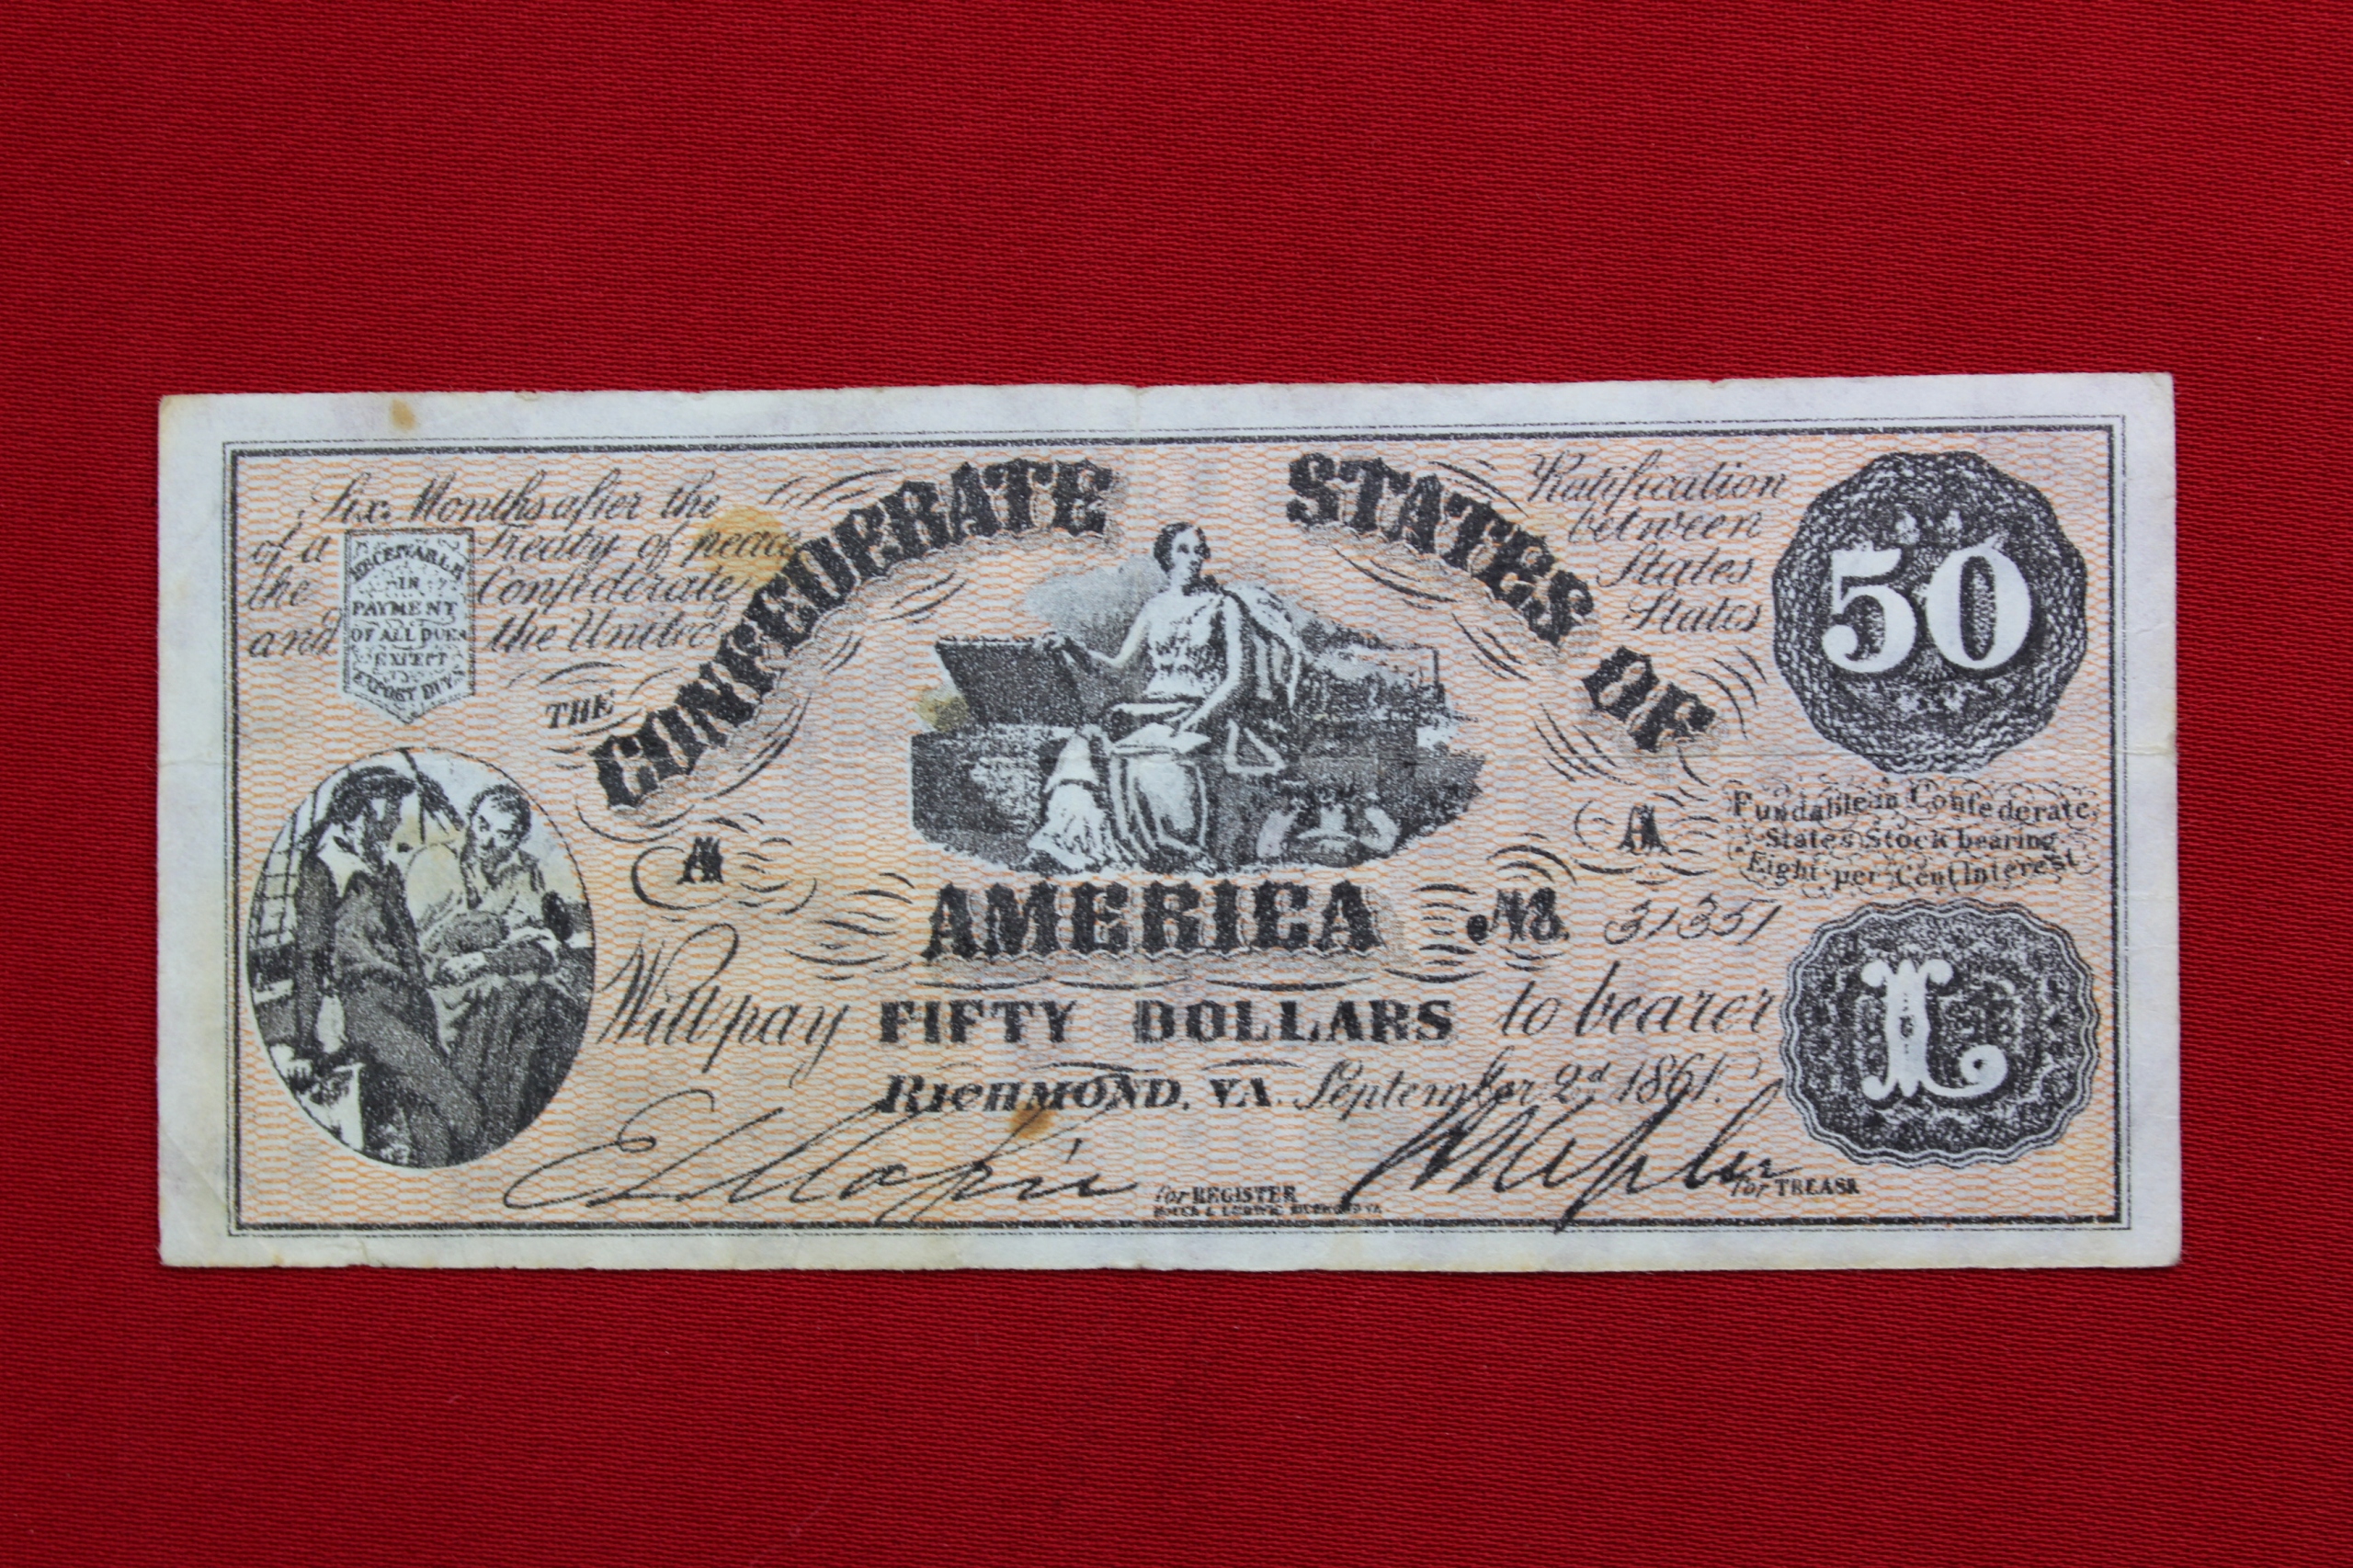 Six Months after the
of a Treaty of peace
the Confederate
and the United
Ratification
between
States
States
RECEIVABLE
IN
PAYMENT
OF ALL DUES
EXCEPT
EXPORT DUTS
THE CONFEDERATE STATES OF
AMERICA
50
A
A
Fundable in Confederate
States Stock bearing
Eight per Cent Interest
No. 31351
Will pay FIFTY DOLLARS to bearer
L
RICHMOND, VA. September 2d 1861.
for REGISTER
for TREASR